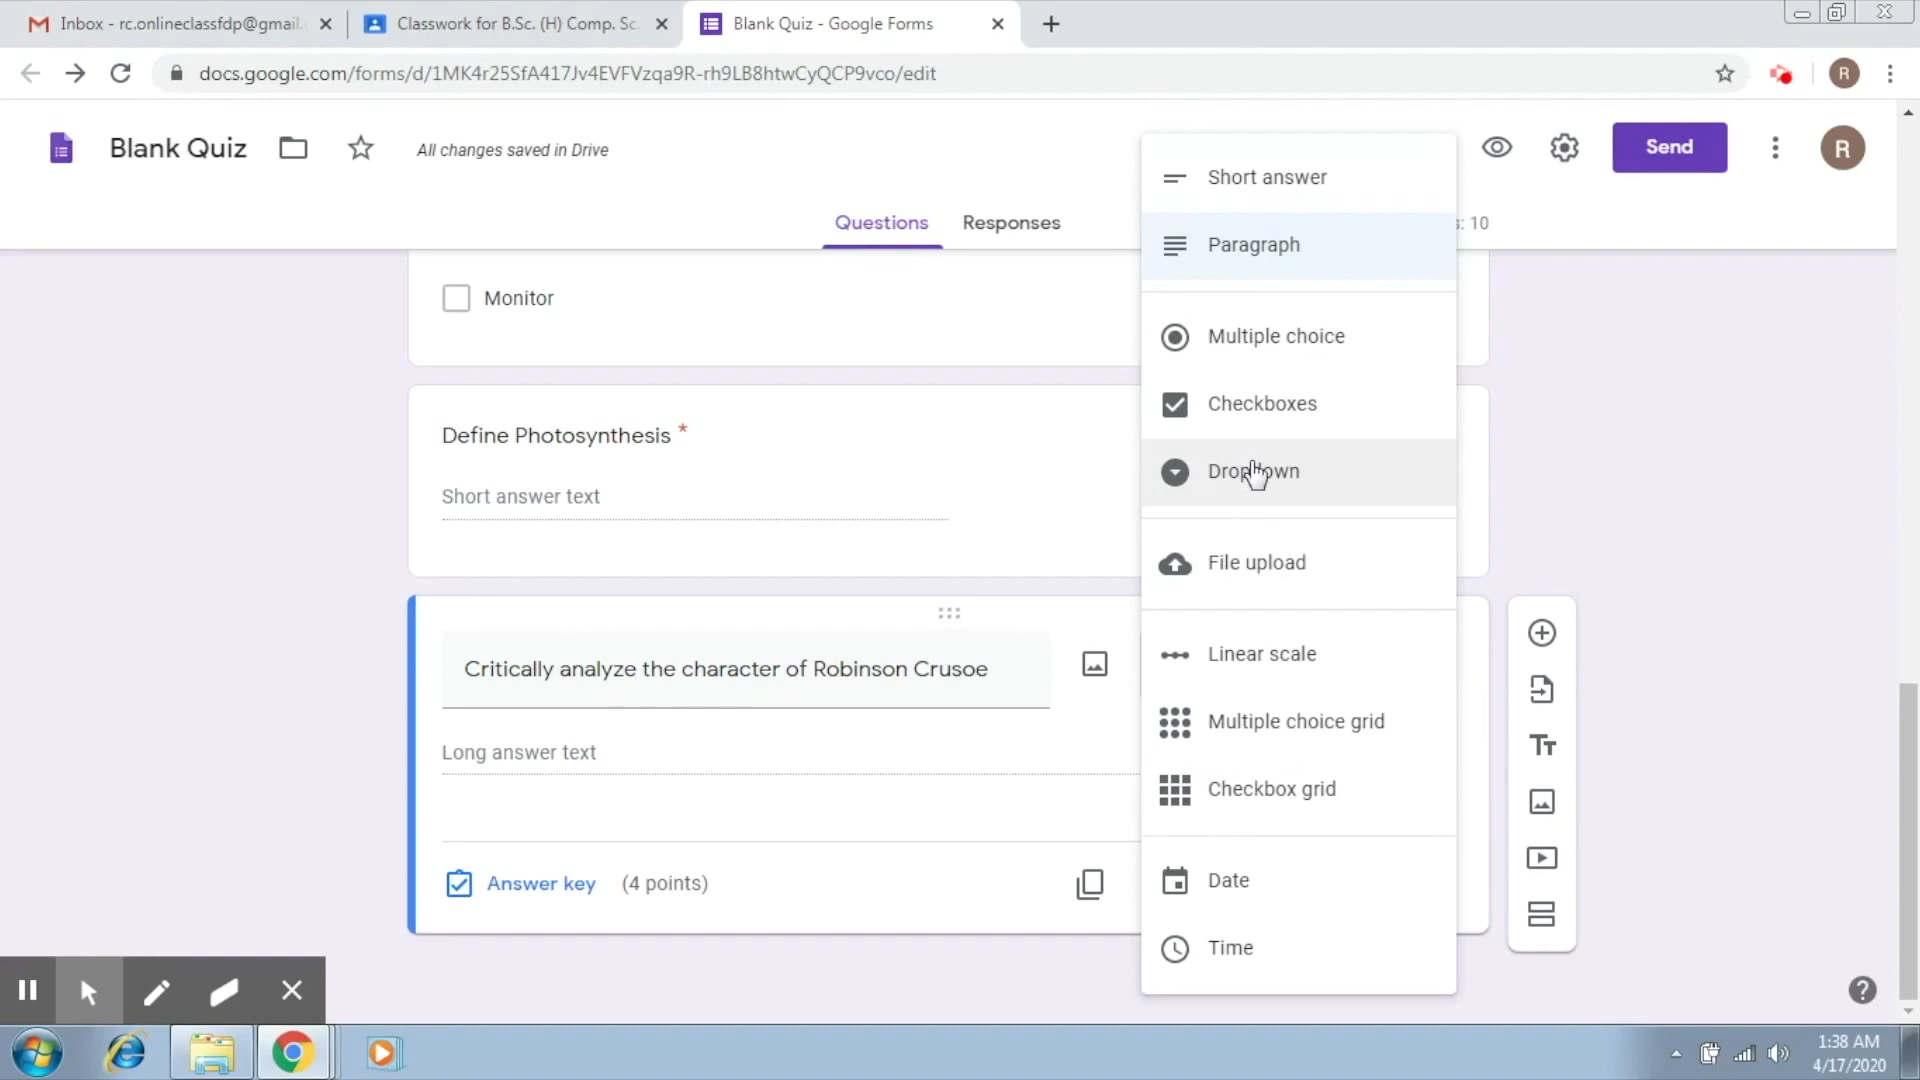 Inbox - rc.onlineclassfdp@gmail.
Classwork for B.Sc. (H) Comp. Sc.
Blank Quiz - Google Forms
docs.google.com/forms/d/1MK4r25SfA417Jv4EVFVzqa9R-rh9LB8htwCyQCP9vco/edit
R
Blank Quiz
All changes saved in Drive
Send
R
Questions
Responses
s: 10
Short answer
Paragraph
Multiple choice
Checkboxes
Dropdown
File upload
Linear scale
Multiple choice grid
Checkbox grid
Date
Time
Monitor
Define Photosynthesis *
Short answer text
Critically analyze the character of Robinson Crusoe
Long answer text
Answer key (4 points)
1:38 AM
4/17/2020